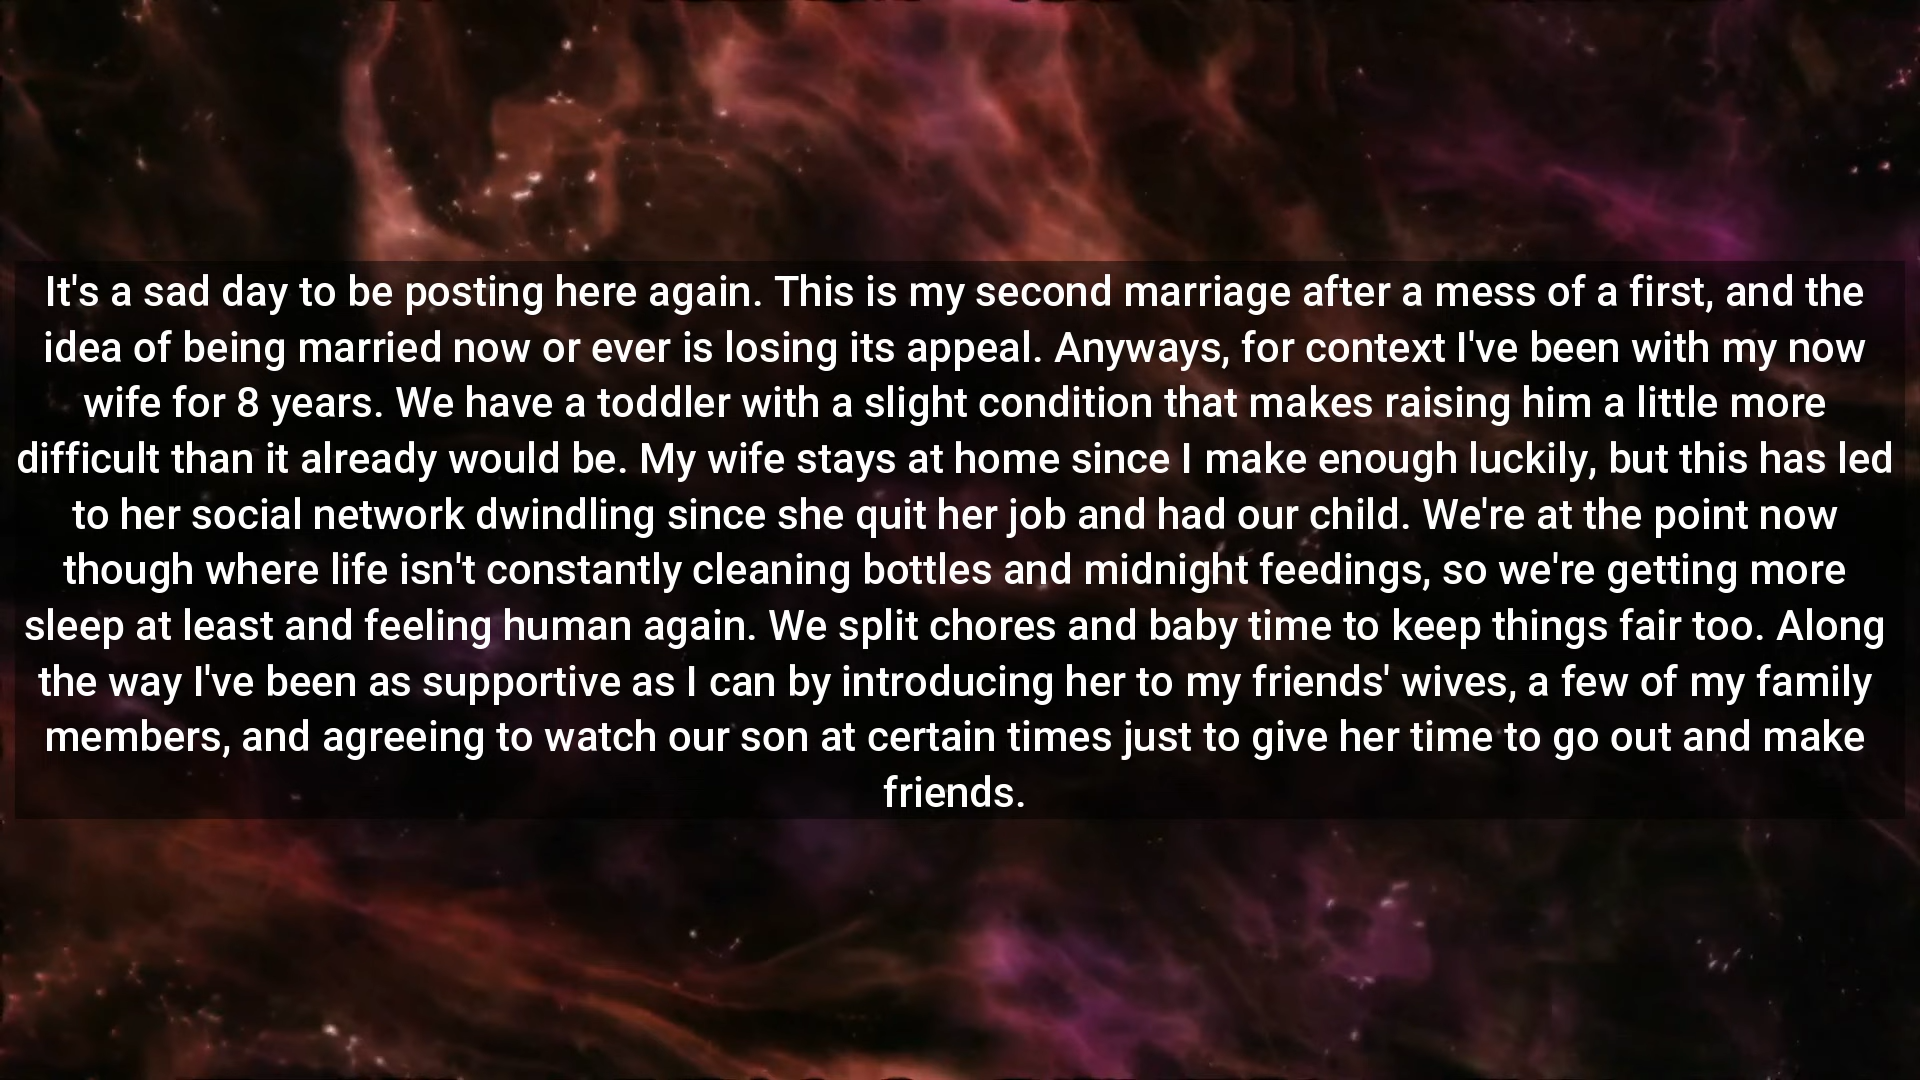 It's a sad day to be posting here again. This is my second marriage after a mess of a first, and the
idea of being married now or ever is losing its appeal. Anyways, for context I've been with my now
wife for 8 years. We have a toddler with a slight condition that makes raising him a little more
difficult than it already would be. My wife stays at home since I make enough luckily, but this has led
to her social network dwindling since she quit her job and had our child. We're at the point now
though where life isn't constantly cleaning bottles and midnight feedings, so we're getting more
sleep at least and feeling human again. We split chores and baby time to keep things fair too. Along
the way I've been as supportive as I can by introducing her to my friends' wives, a few of my family
members, and agreeing to watch our son at certain times just to give her time to go out and make
friends.